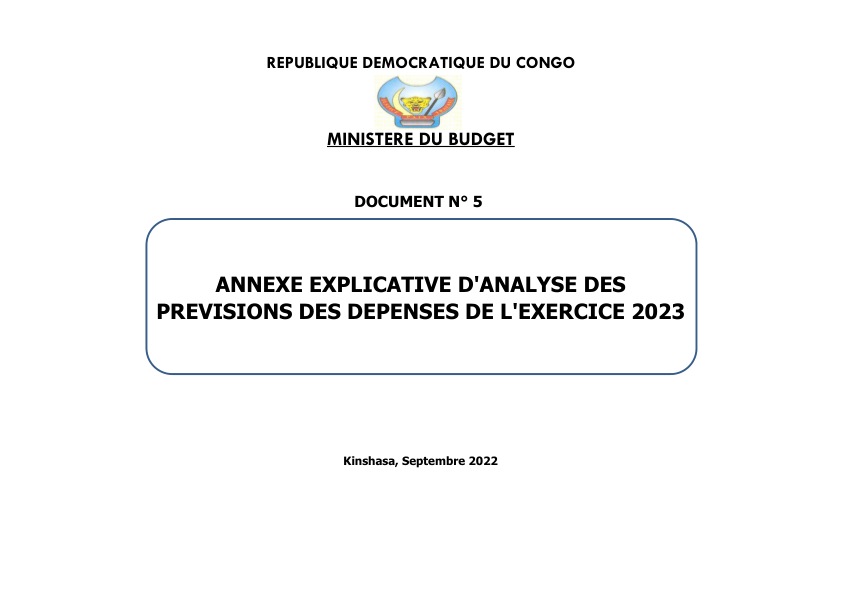 REPUBLIQUE DEMOCRATIQUE DU CONGO
MINISTERE DU BUDGET
DOCUMENT N° 5
ANNEXE EXPLICATIVE D'ANALYSE DES
PREVISIONS DES DEPENSES DE L'EXERCICE 2023
Kinshasa, Septembre 2022